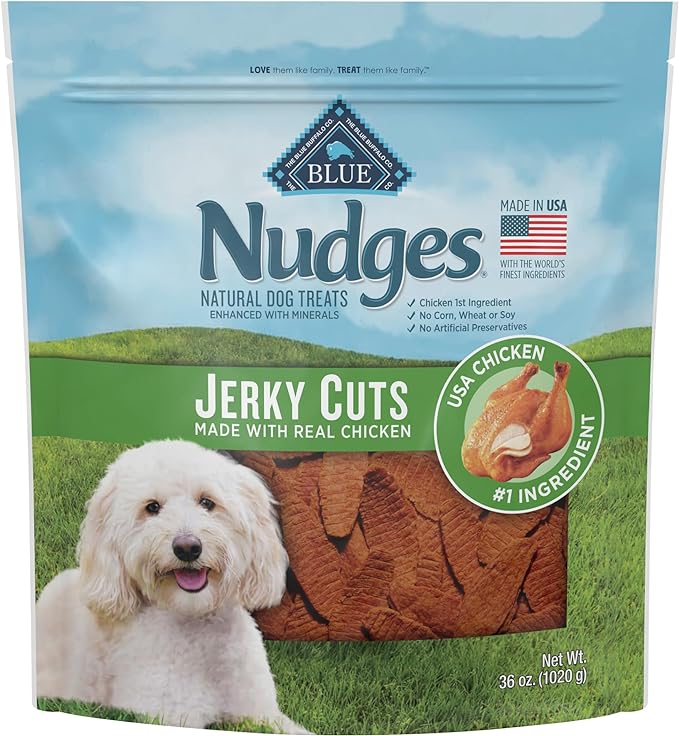 LOVE them like family. TREAT them like family.™
THE BLUE BUFFALO CO.
THE BLUE BUFFALO CO.
BLUE
Nudges®
NATURAL DOG TREATS
ENHANCED WITH MINERALS
✓ Chicken 1st Ingredient
✓ No Corn, Wheat or Soy
✓ No Artificial Preservatives
MADE IN USA
WITH THE WORLD'S
FINEST INGREDIENTS
JERKY CUTS
MADE WITH REAL CHICKEN
USA CHICKEN
#1 INGREDIENT
Net Wt.
36 oz. (1020 g)